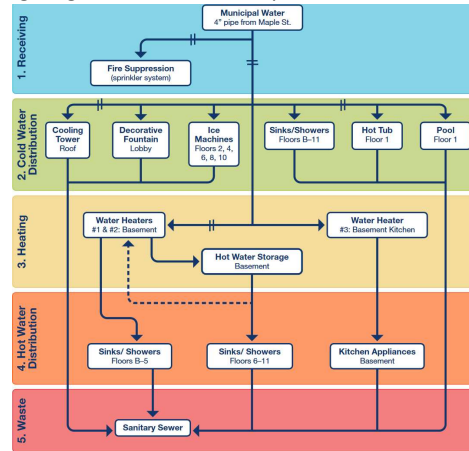 Municipal Water
4" pipe from Maple St.
1. Receiving
Fire Suppression
(sprinkler system)
2. Cold Water
Distribution
Cooling
Tower
Roof
Decorative
Fountain
Lobby
Ice
Machines
Floors 2, 4,
6, 8, 10
Sinks/Showers
Floors B–11
Hot Tub
Floor 1
Pool
Floor 1
3. Heating
Water Heaters
#1 & #2: Basement
Water Heater
#3: Basement Kitchen
Hot Water Storage
Basement
4. Hot Water
Distribution
Sinks/ Showers
Floors B–5
Sinks/ Showers
Floors 6–11
Kitchen Appliances
Basement
5. Waste
Sanitary Sewer